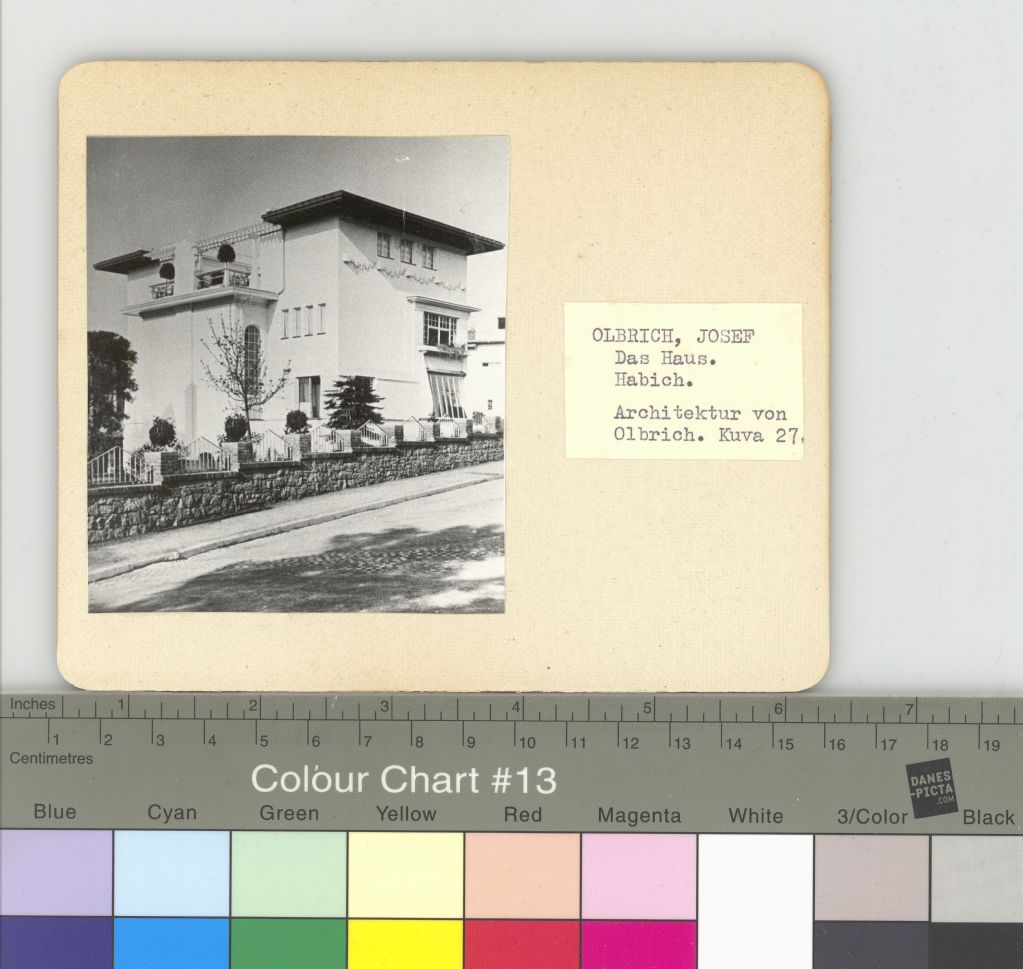 OLBRICH, JOSEF
Das Haus.
Habich.
Architektur von
Olbrich. Kuva 27.
Inches 1 2 3 4 5 6 7
1 2 3 4 5 6 7 8 9 10 11 12 13 14 15 16 17 18 19
Centimetres
Colour Chart #13
DANES
-PICTA
.COM
Blue Cyan Green Yellow Red Magenta White 3/Color Black